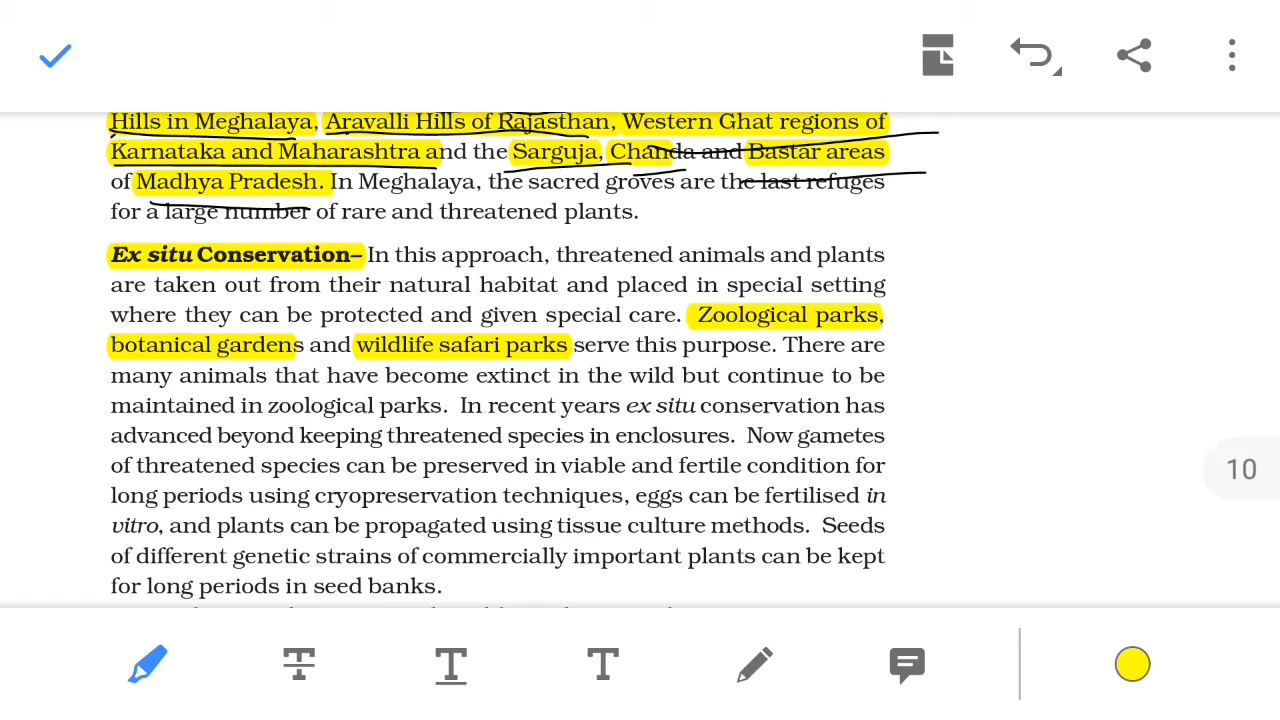 Hills in Meghalaya, Aravalli Hills of Rajasthan, Western Ghat regions of
Karnataka and Maharashtra and the Sarguja, Chanda and Bastar areas
of Madhya Pradesh. In Meghalaya, the sacred groves are the last refuges
for a large number of rare and threatened plants.
Ex situ Conservation– In this approach, threatened animals and plants
are taken out from their natural habitat and placed in special setting
where they can be protected and given special care. Zoological parks,
botanical gardens and wildlife safari parks serve this purpose. There are
many animals that have become extinct in the wild but continue to be
maintained in zoological parks. In recent years ex situ conservation has
advanced beyond keeping threatened species in enclosures. Now gametes
of threatened species can be preserved in viable and fertile condition for
long periods using cryopreservation techniques, eggs can be fertilised in
vitro, and plants can be propagated using tissue culture methods. Seeds
of different genetic strains of commercially important plants can be kept
for long periods in seed banks.
10